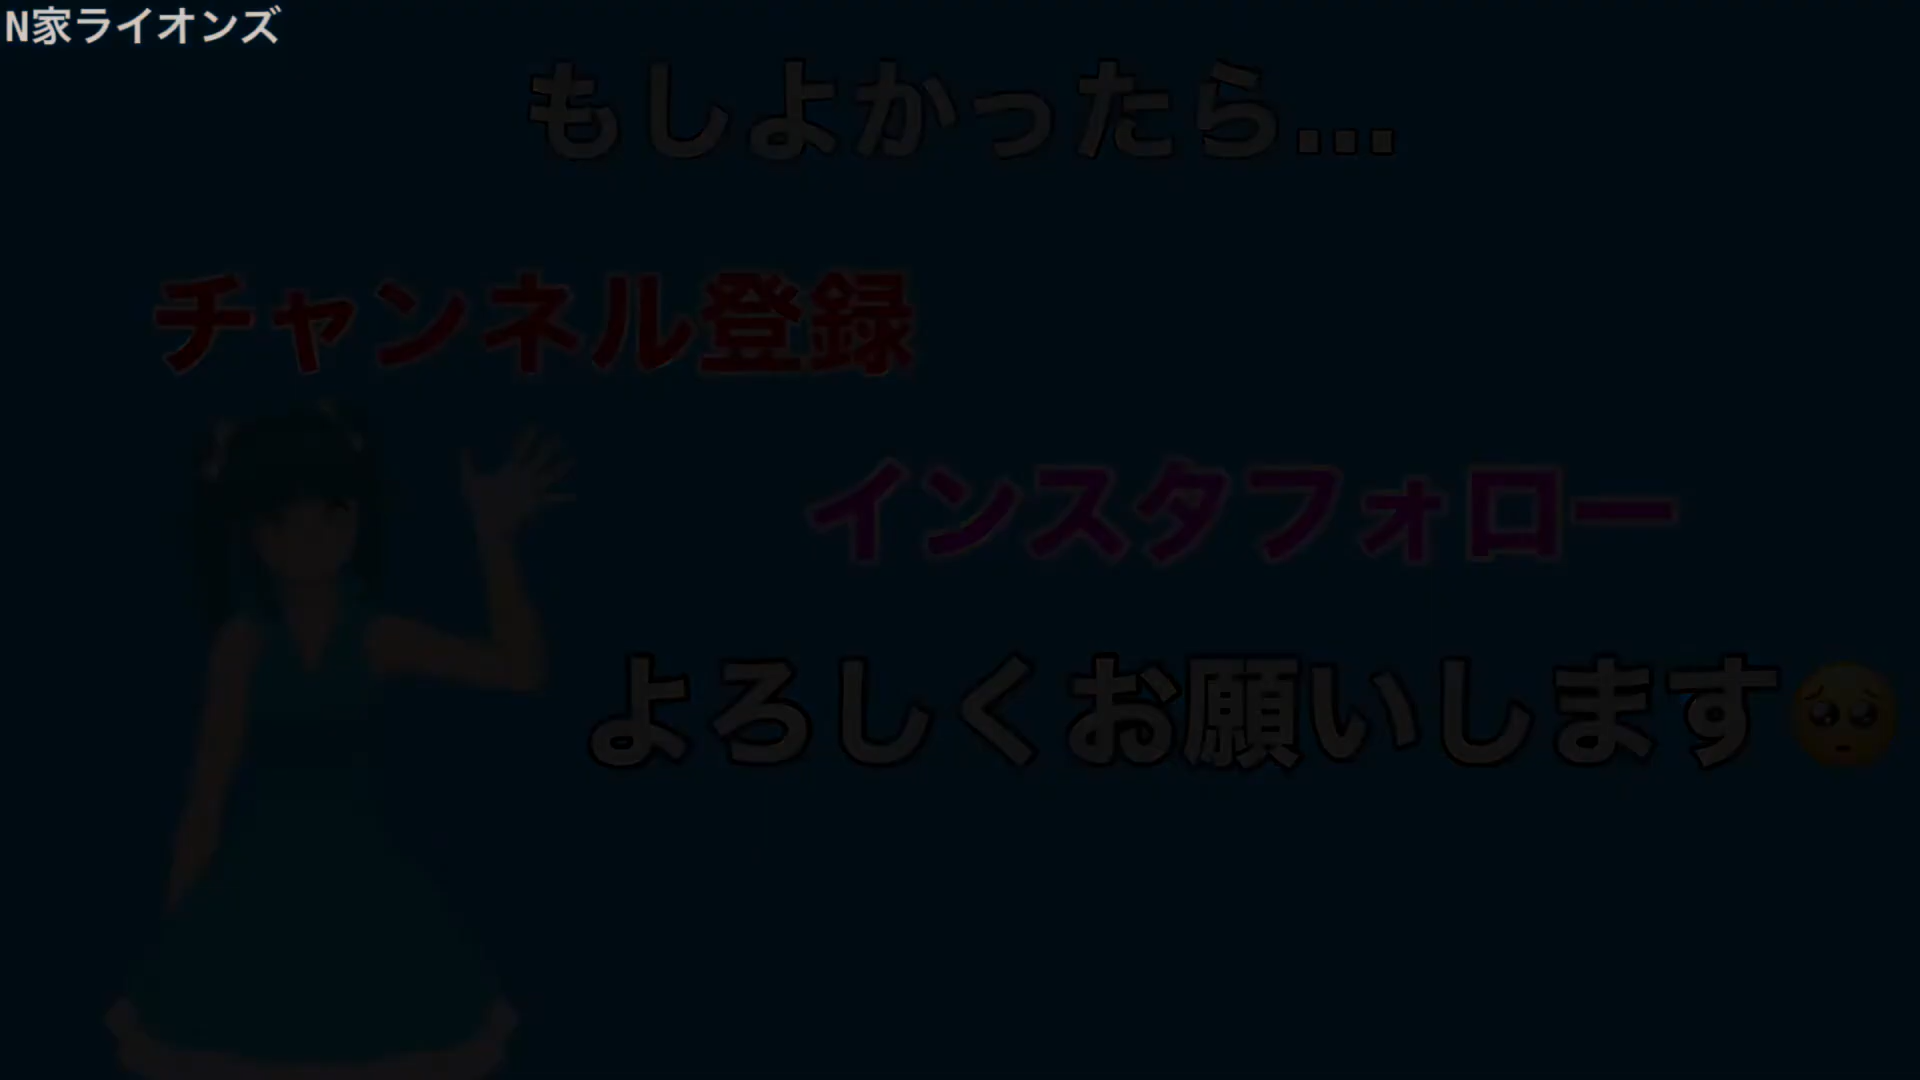 N家ライオンズ
もしよかったら...
チャンネル登録
インスタフォロー
よろしくお願いします🥺